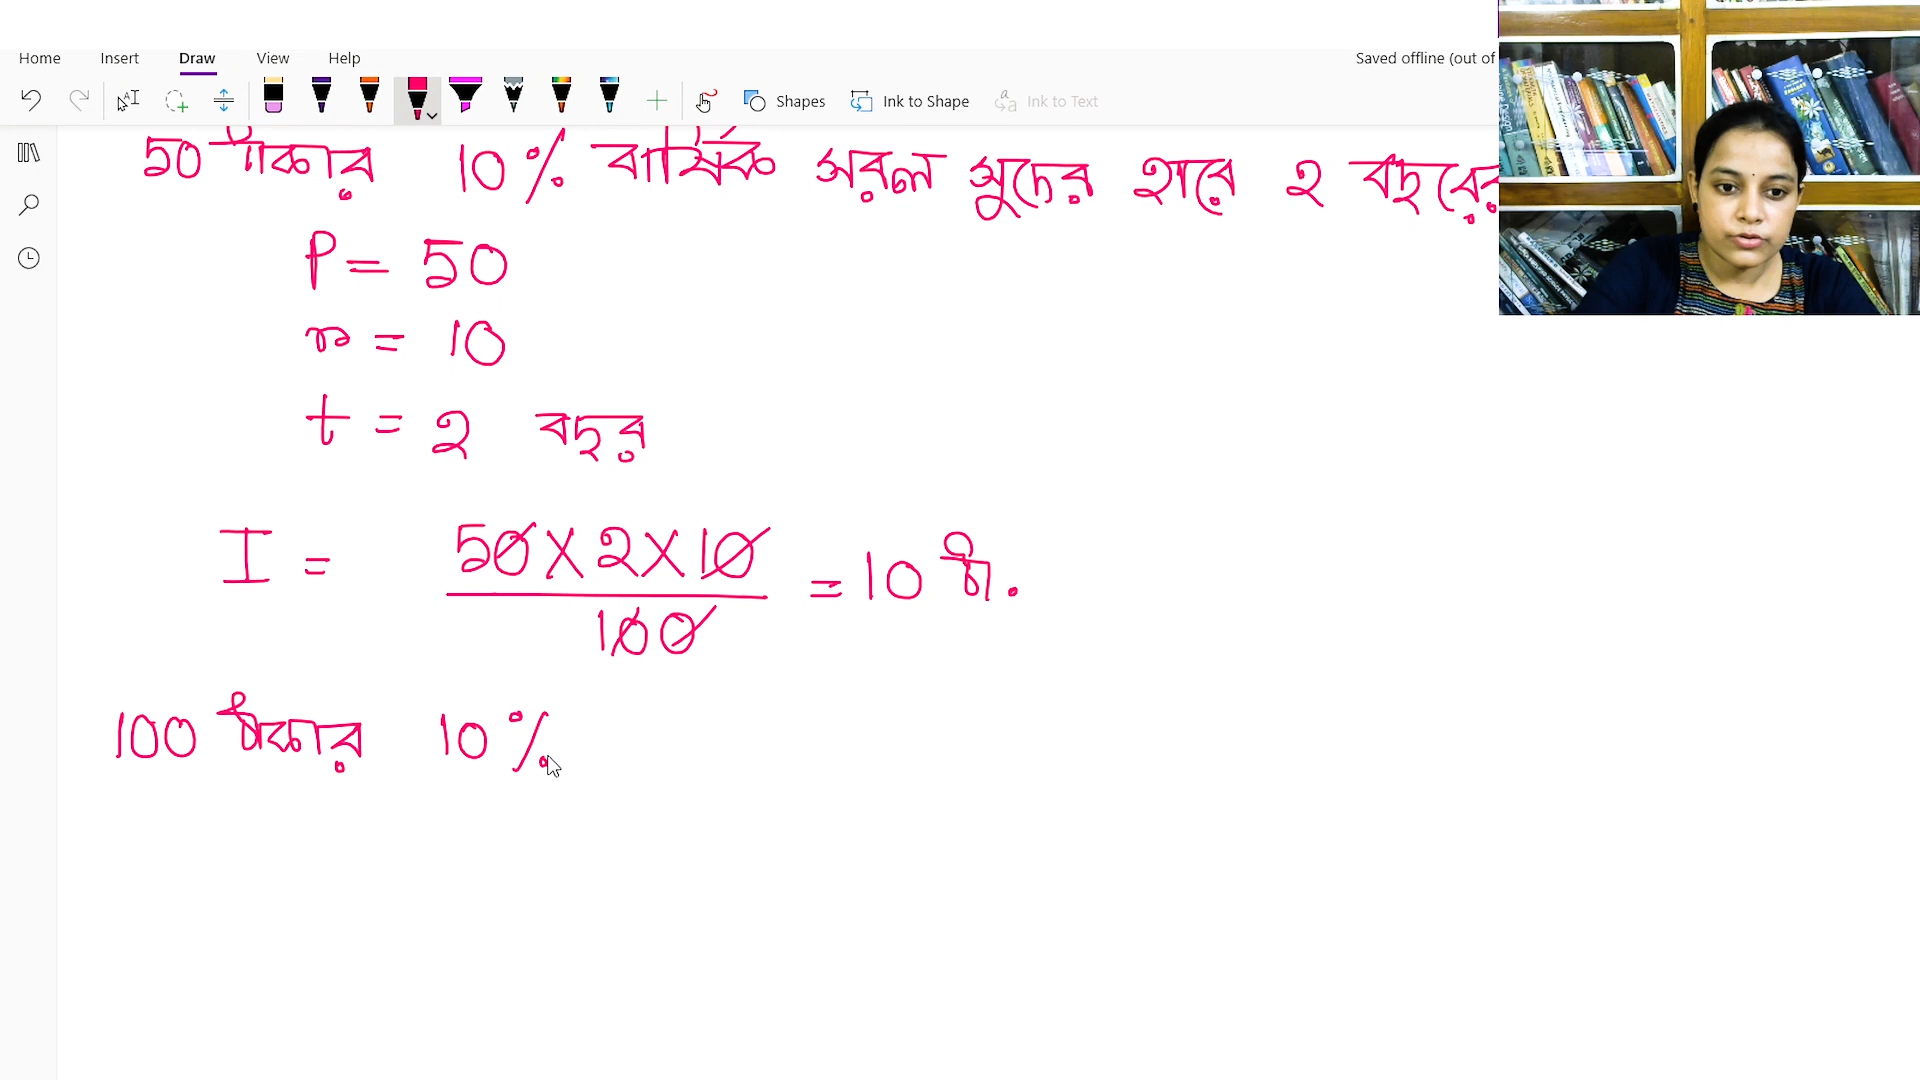 Home Insert Draw View Help Saved offline (out of
Shapes Ink to Shape Ink to Text
50 টাকার 10% বার্ষিক সরল সুদের হারে ২ বছরের
P = 50
r = 10
t = 2 বছর
I = 50 X 2 X 10 / 100 = 10 টা.
100 টাকার 10%